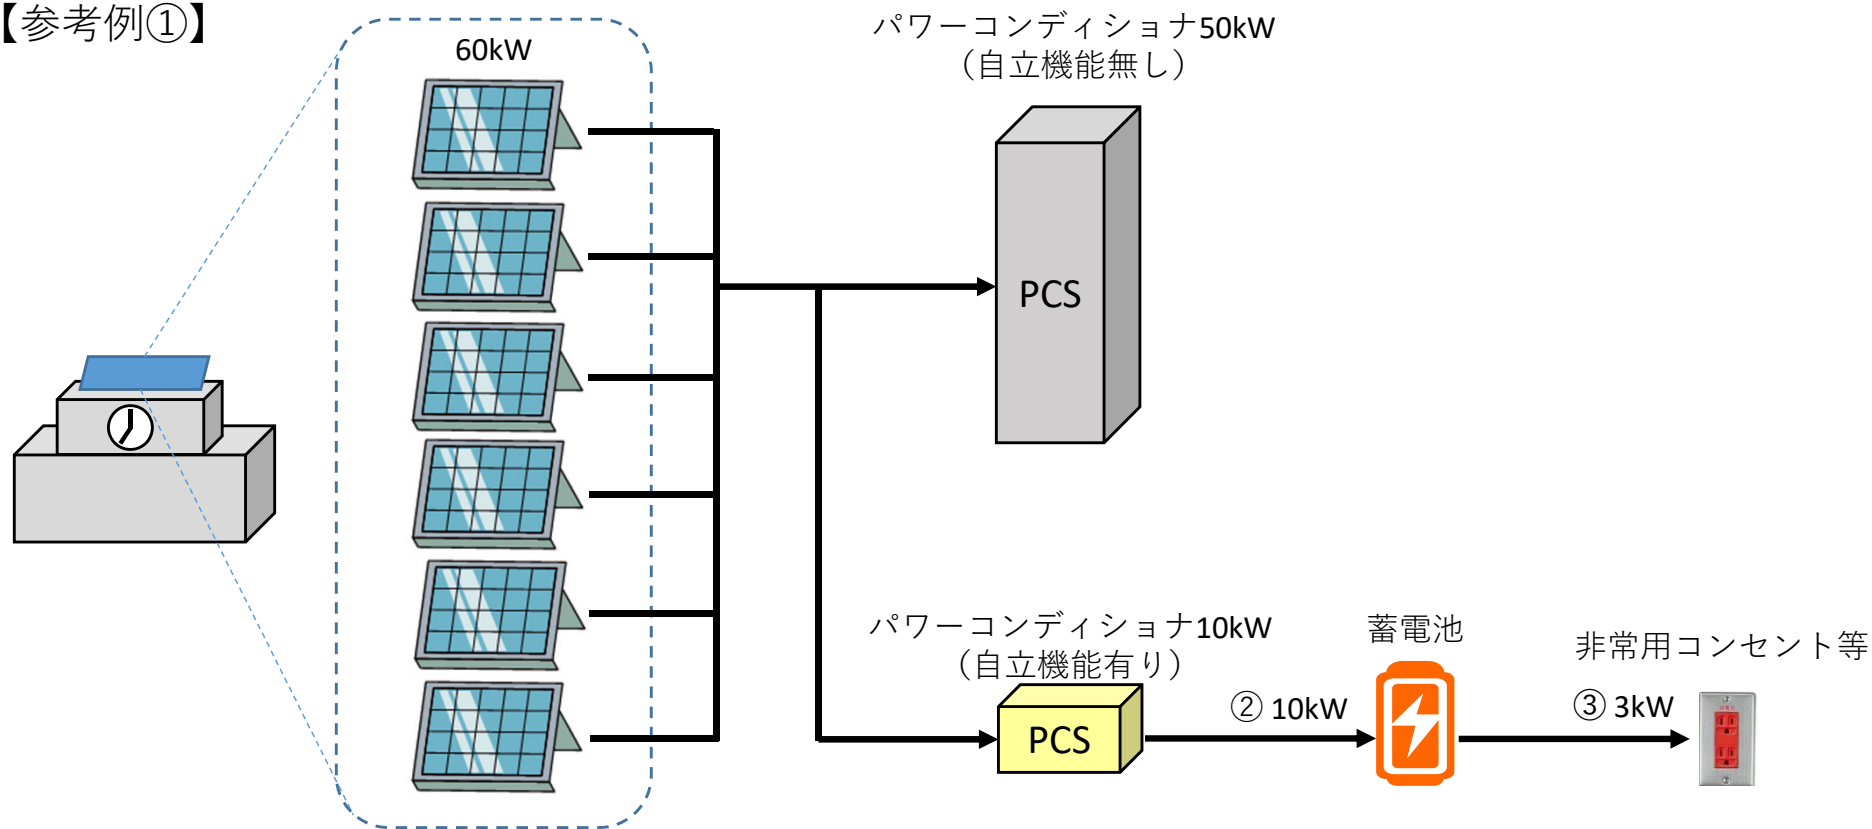 【参考例①】
60kW
パワーコンディショナ50kW
（自立機能無し）
PCS
パワーコンディショナ10kW
（自立機能有り）
PCS
② 10kW
蓄電池
③ 3kW
非常用コンセント等